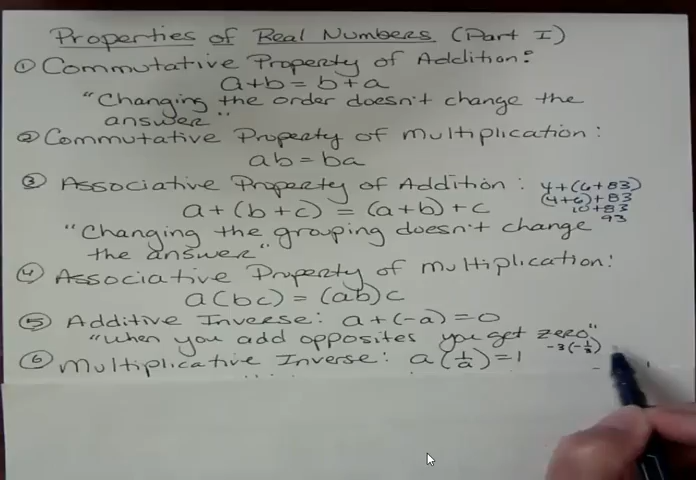 Properties of Real Numbers (Part I)
① Commutative Property of Addition:
a+b=b+a
"Changing the order doesn't change the
answer"
② Commutative Property of multiplication:
ab=ba
③ Associative Property of Addition:
4+(6+83)
(4+6)+83
10+83
93
a+(b+c)=(a+b)+c
"Changing the grouping doesn't change
the answer"
④ Associative Property of multiplication:
a(bc)=(ab)c
⑤ Additive Inverse: a+(-a)=0
"When you add opposites you get zero"
⑥ Multiplicative Inverse: a(1/a)=1
-3(-1/3)